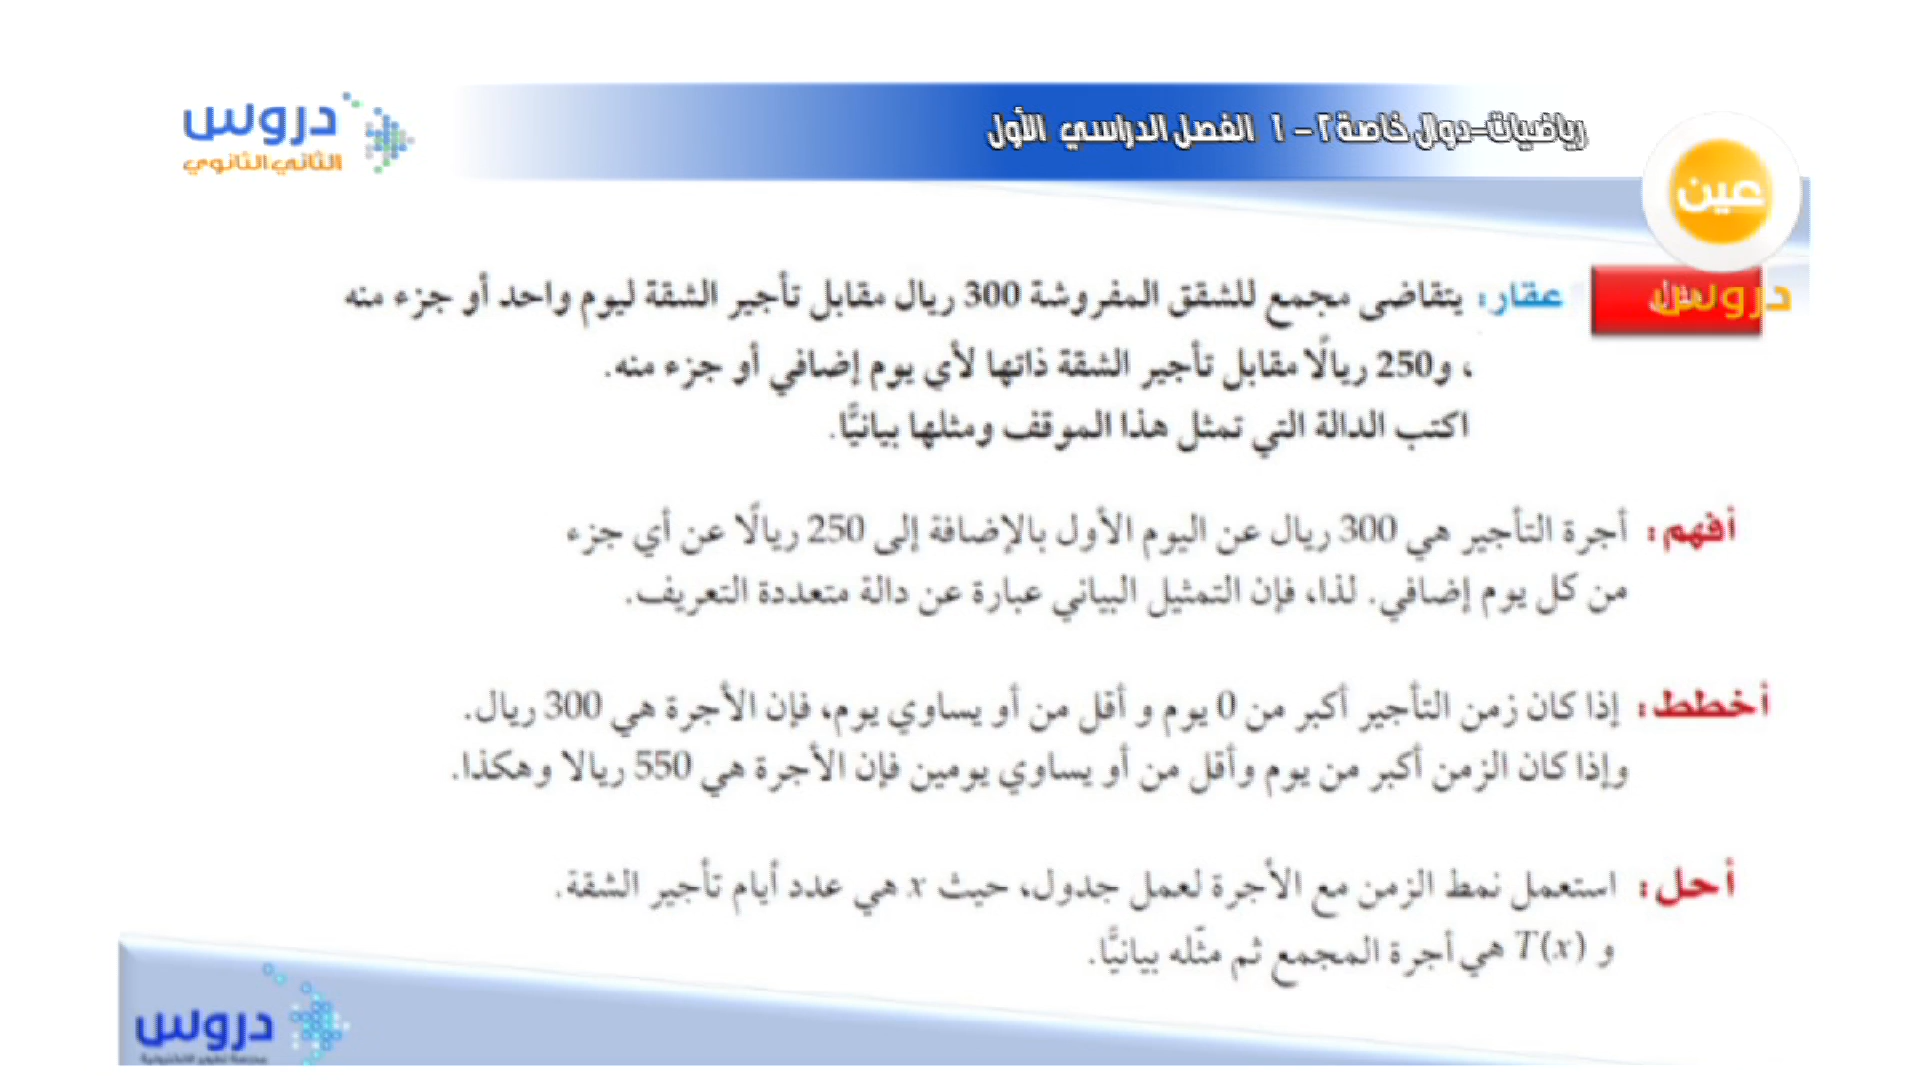 رياضيات-دوال خاصة ٢ - ١ الفصل الدراسي الأول
دروس
الثاني الثانوي
عين
دروس
عقار: يتقاضى مجمع للشقق المفروشة 300 ريال مقابل تأجير الشقة ليوم واحد أو جزء منه
، و250 ريالًا مقابل تأجير الشقة ذاتها لأي يوم إضافي أو جزء منه.
اكتب الدالة التي تمثل هذا الموقف ومثلها بيانيًّا.
أفهم: أجرة التأجير هي 300 ريال عن اليوم الأول بالإضافة إلى 250 ريالًا عن أي جزء
من كل يوم إضافي. لذا، فإن التمثيل البياني عبارة عن دالة متعددة التعريف.
أخطط: إذا كان زمن التأجير أكبر من 0 يوم و أقل من أو يساوي يوم، فإن الأجرة هي 300 ريال.
وإذا كان الزمن أكبر من يوم وأقل من أو يساوي يومين فإن الأجرة هي 550 ريالا وهكذا.
أحل: استعمل نمط الزمن مع الأجرة لعمل جدول، حيث x هي عدد أيام تأجير الشقة.
و T(x) هي أجرة المجمع ثم مثّله بيانيًّا.
دروس